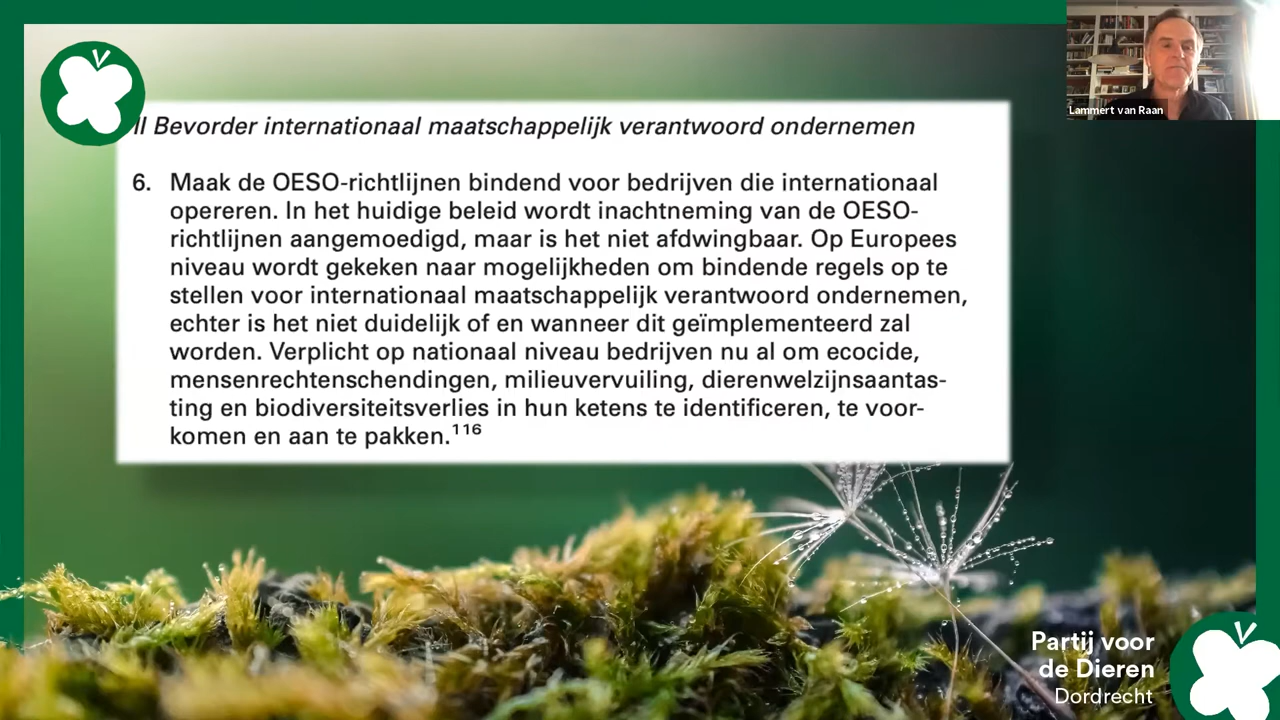 II Bevorder internationaal maatschappelijk verantwoord ondernemen
6. Maak de OESO-richtlijnen bindend voor bedrijven die internationaal
opereren. In het huidige beleid wordt inachtneming van de OESO-
richtlijnen aangemoedigd, maar is het niet afdwingbaar. Op Europees
niveau wordt gekeken naar mogelijkheden om bindende regels op te
stellen voor internationaal maatschappelijk verantwoord ondernemen,
echter is het niet duidelijk of en wanneer dit geïmplementeerd zal
worden. Verplicht op nationaal niveau bedrijven nu al om ecocide,
mensenrechtenschendingen, milieuvervuiling, dierenwelzijnsaantas-
ting en biodiversiteitsverlies in hun ketens te identificeren, te voor-
komen en aan te pakken.¹¹⁶
Lammert van Raan
Partij voor
de Dieren
Dordrecht